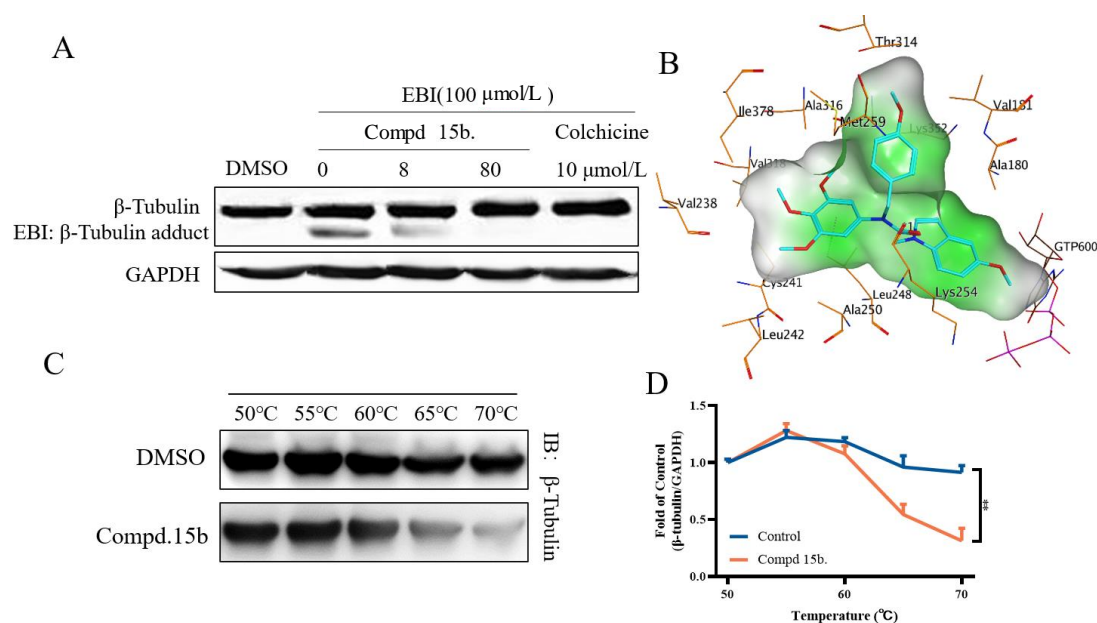 A
EBI(100 μmol/L )
Compd 15b.
Colchicine
DMSO
0
8
80
10 μmol/L
β-Tubulin
EBI: β-Tubulin adduct
GAPDH
B
Thr314
Ile378
Ala316
Met259
Lys352
Val181
Ala180
Val318
Val238
GTP600
Cys241
Leu248
Lys254
Ala250
Leu242
C
50°C
55°C
60°C
65°C
70°C
DMSO
Compd.15b
IB: β-Tubulin
D
1.5
1.0
0.5
0.0
Fold of Control
(β-tubulin/GAPDH)
Control
Compd 15b.
**
50
60
70
Temperature (℃)